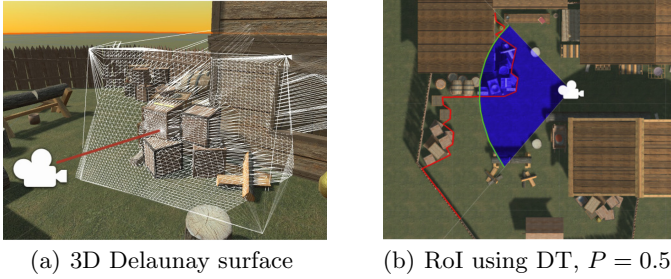 (a) 3D Delaunay surface
(b) RoI using DT, P = 0.5